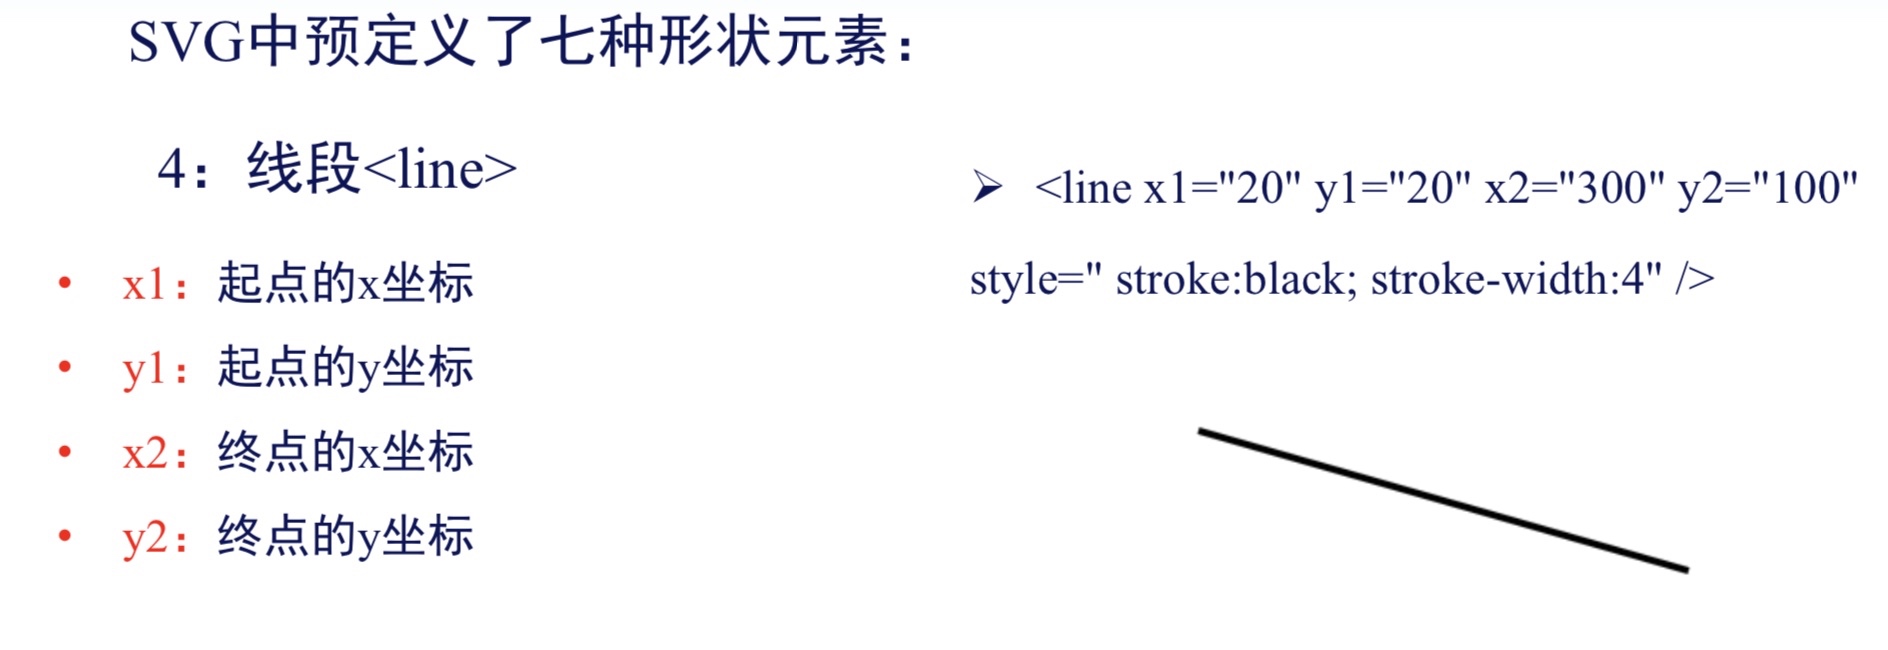 SVG中预定义了七种形状元素：
4：线段<line>
• x1：起点的x坐标
• y1：起点的y坐标
• x2：终点的x坐标
• y2：终点的y坐标
➢ <line x1="20" y1="20" x2="300" y2="100"
style=" stroke:black; stroke-width:4" />